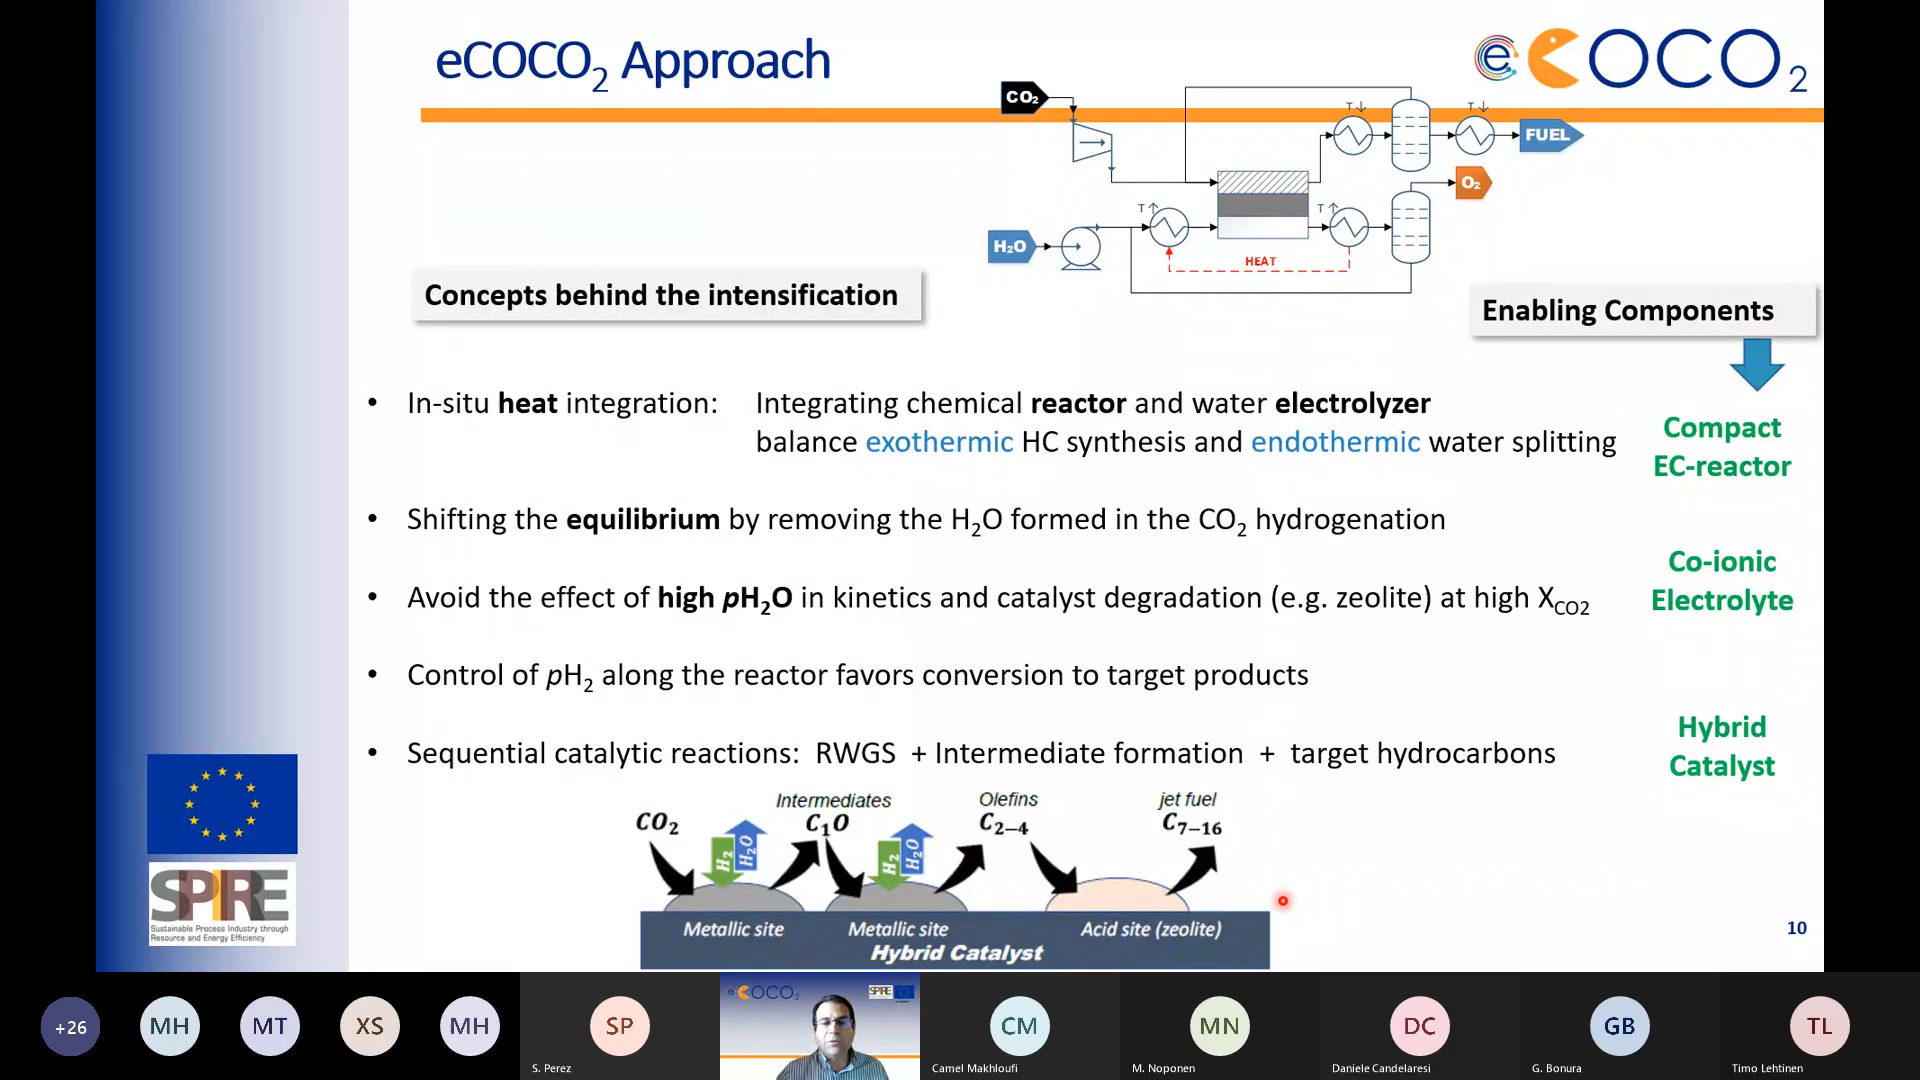 eCOCO2 Approach
eCOCO2
CO2
T↓
T↓
FUEL
O2
T↑
T↑
H2O
HEAT
Concepts behind the intensification
Enabling Components
• In-situ heat integration: Integrating chemical reactor and water electrolyzer
balance exothermic HC synthesis and endothermic water splitting
Compact
EC-reactor
• Shifting the equilibrium by removing the H2O formed in the CO2 hydrogenation
Co-ionic
Electrolyte
• Avoid the effect of high pH2O in kinetics and catalyst degradation (e.g. zeolite) at high XCO2
• Control of pH2 along the reactor favors conversion to target products
Hybrid
Catalyst
• Sequential catalytic reactions: RWGS + Intermediate formation + target hydrocarbons
Intermediates
Olefins
jet fuel
CO2
C1O
C2–4
C7–16
H2
H2O
H2
H2O
Metallic site
Metallic site
Acid site (zeolite)
Hybrid Catalyst
SPIRE
Sustainable Process Industry through
Resource and Energy Efficiency
10
+26
MH
MT
XS
MH
SP
S. Perez
eCOCO2
SPIRE
CM
Camel Makhloufi
MN
M. Noponen
DC
Daniele Candelaresi
GB
G. Bonura
TL
Timo Lehtinen